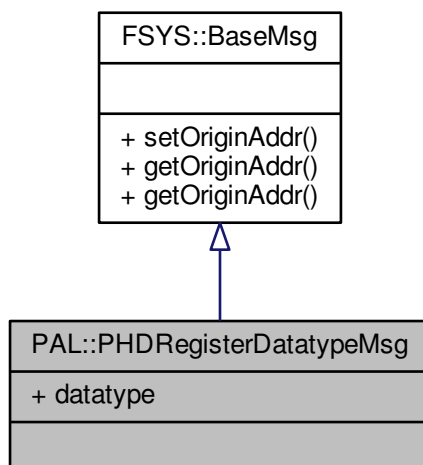 FSYS::BaseMsg
+ setOriginAddr()
+ getOriginAddr()
+ getOriginAddr()
PAL::PHDRegisterDatatypeMsg
+ datatype